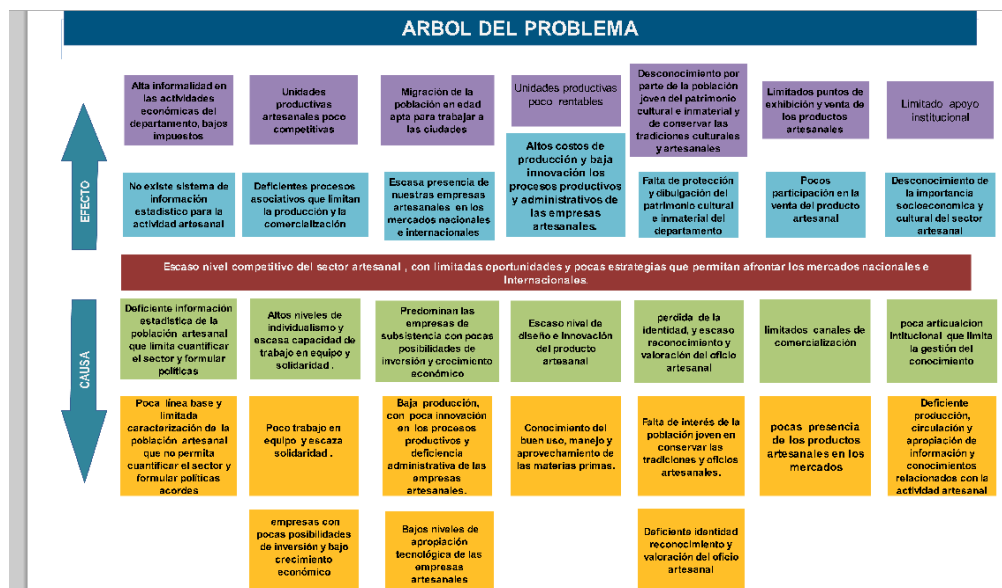 ARBOL DEL PROBLEMA
Alta informalidad en
las actividades
económicas del
departamento, bajos
impuestos
Unidades
productivas
artesanales poco
competitivas
Migración de la
población en edad
apta para trabajar a
las ciudades
Unidades productivas
poco rentables
Desconocimiento por
parte de la población
joven del patrimonio
cultural e inmaterial y
de conservar las
tradiciones culturales
y artesanales
Limitados puntos de
exhibición y venta de
los productos
artesanales
Limitado apoyo
institucional
EFECTO
No existe sistema de
información
estadístico para la
actividad artesanal
Deficientes procesos
asociativos que limitan
la producción y la
comercialización
Escasa presencia de
nuestras empresas
artesanales en los
mercados nacionales
e internacionales
Altos costos de
producción y baja
innovación los
procesos productivos
y administrativos de
las empresas
artesanales.
Falta de protección
y dibulgación del
patrimonio cultural
e inmaterial del
departamento
Pocos
participación en la
venta del producto
artesanal
Desconocimiento de
la importancia
socioeconomica y
cultural del sector
artesanal
Escaso nivel competitivo del sector artesanal , con limitadas oportunidades y pocas estrategias que permitan afrontar los mercados nacionales e
Internacionales.
CAUSA
Deficiente información
estadística de la
población artesanal
que limita cuantificar
el sector y formular
políticas
Altos niveles de
individualismo y
escasa capacidad de
trabajo en equipo y
solidaridad .
Predominan las
empresas de
subsistencia con pocas
posibilidades de
inversión y crecimiento
económico
Escaso nivel de
diseño e Innovación
del producto
artesanal
perdida de la
identidad, y escaso
reconocimiento y
valoración del oficio
artesanal
limitados canales de
comercialización
poca articualcion
Intitucional que limita
la gestión del
conocimiento
Poca línea base y
limitada
caracterización de la
población artesanal
que no permita
cuantificar el sector y
formular políticas
acordes
Poco trabajo en
equipo y escaza
solidaridad .
Baja producción,
con poca innovación
en los procesos
productivos y
deficiencia
administrativa de las
empresas
artesanales.
Conocimiento del
buen uso, manejo y
aprovechamiento de
las materias primas.
Falta de interés de la
población joven en
conservar las
tradiciones y oficios
artesanales.
pocas presencia
de los productos
artesanales en los
mercados
Deficiente
producción,
circulación y
apropiación de
información y
conocimientos
relacionados con la
actividad artesanal
empresas con
pocas posibilidades
de inversión y bajo
crecimiento
económico
Bajos niveles de
apropiación
tecnológica de las
empresas
artesanales
Deficiente identidad
reconocimiento y
valoración del oficio
artesanal